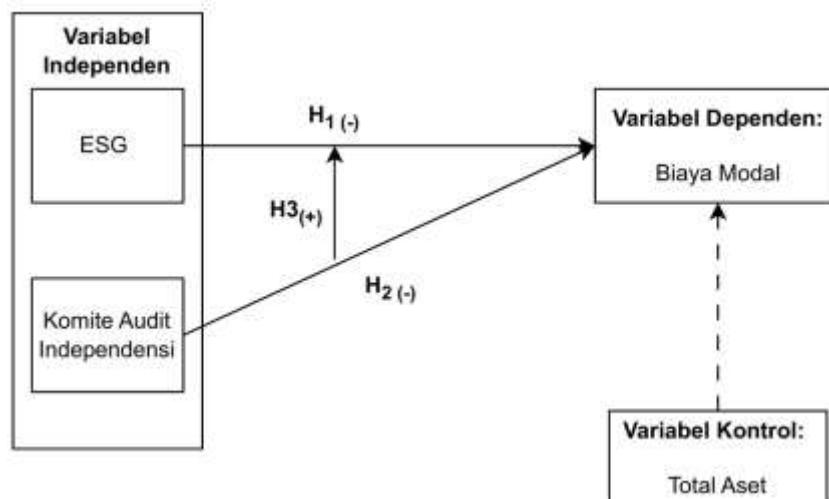 Variabel
Independen
ESG
Komite Audit
Independensi
H1 (-)
H3(+)
H2 (-)
Variabel Dependen:
Biaya Modal
Variabel Kontrol:
Total Aset